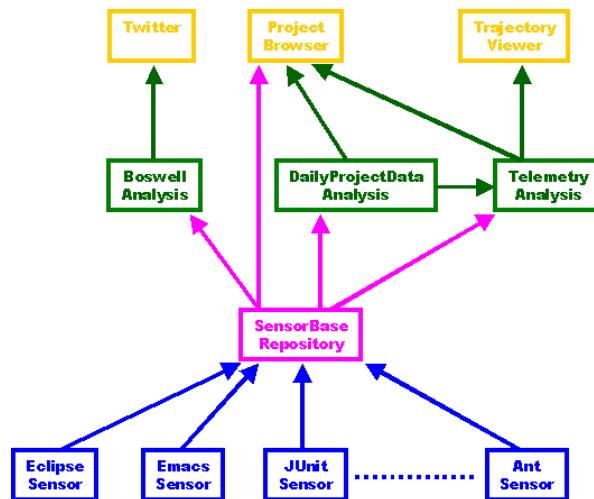 Twitter
Project
Browser
Trajectory
Viewer
Boswell
Analysis
DailyProjectData
Analysis
Telemetry
Analysis
SensorBase
Repository
Eclipse
Sensor
Emacs
Sensor
JUnit
Sensor
Ant
Sensor